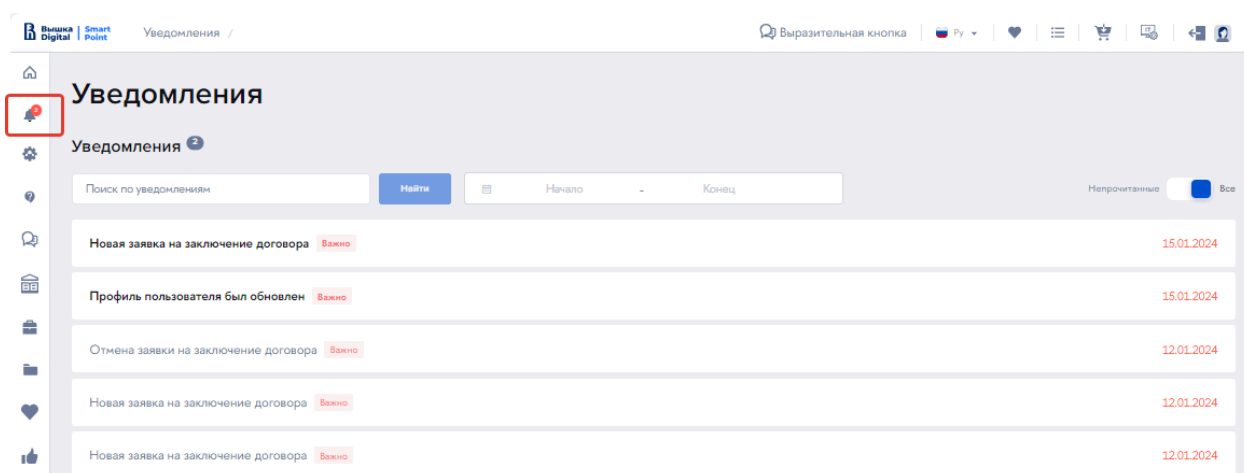 Вышка Digital | Smart Point Уведомления / Выразительная кнопка Ру
Уведомления
2
Уведомления 2
Поиск по уведомлениям Найти Начало - Конец Непрочитанные Все
Новая заявка на заключение договора Важно 15.01.2024
Профиль пользователя был обновлен Важно 15.01.2024
Отмена заявки на заключение договора Важно 12.01.2024
Новая заявка на заключение договора Важно 12.01.2024
Новая заявка на заключение договора Важно 12.01.2024